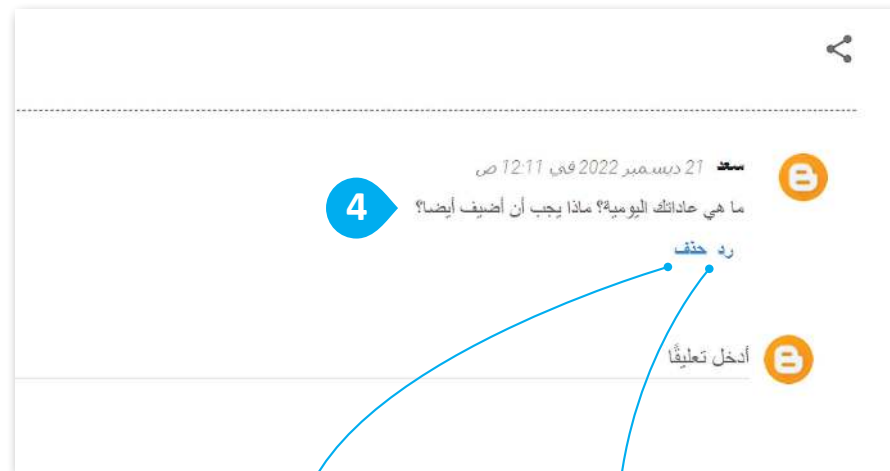 سعد 21 ديسمبر 2022 في 12:11 ص
4
ما هي عاداتك اليومية؟ ماذا يجب أن أضيف أيضا؟
رد حذف
أدخل تعليقًا